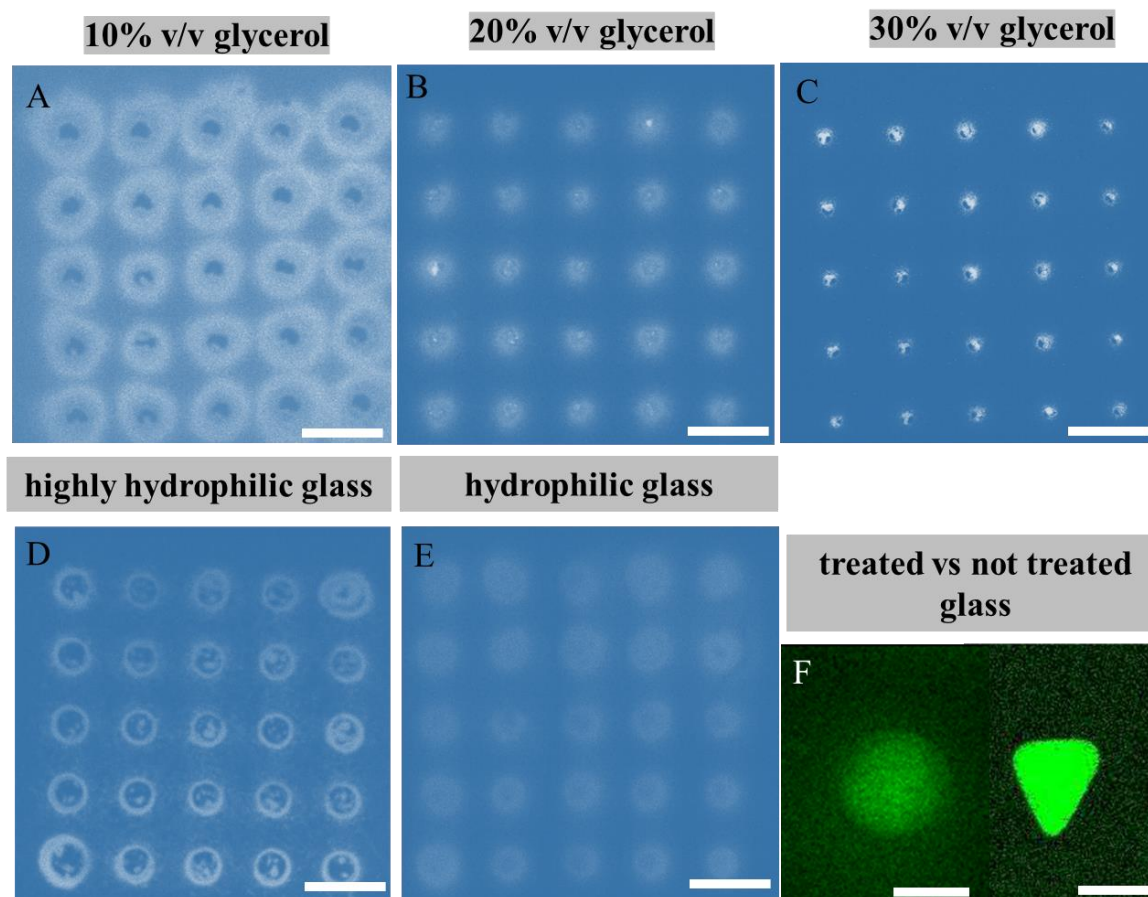 10% v/v glycerol
20% v/v glycerol
30% v/v glycerol
A
B
C
highly hydrophilic glass
hydrophilic glass
treated vs not treated
glass
D
E
F